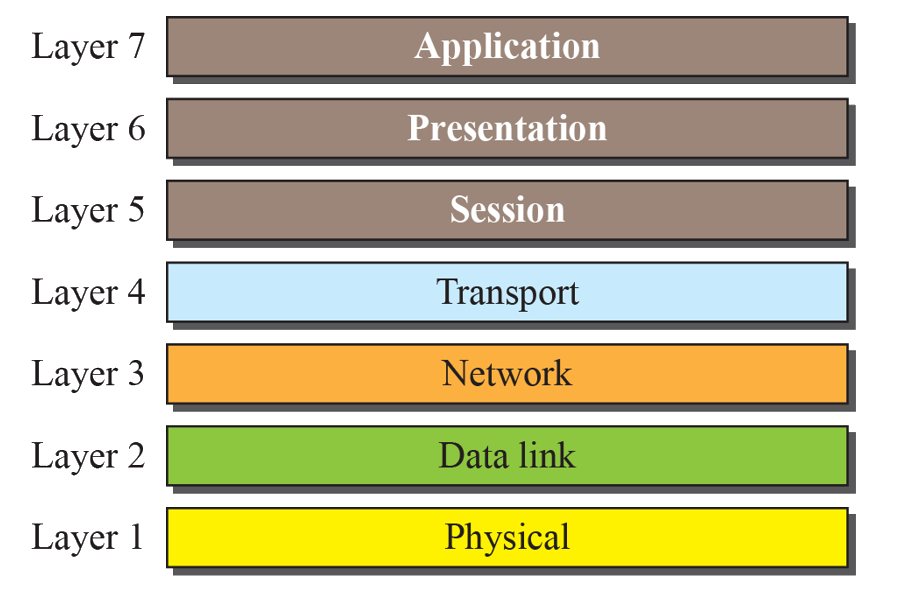 Layer 7 Application
Layer 6 Presentation
Layer 5 Session
Layer 4 Transport
Layer 3 Network
Layer 2 Data link
Layer 1 Physical